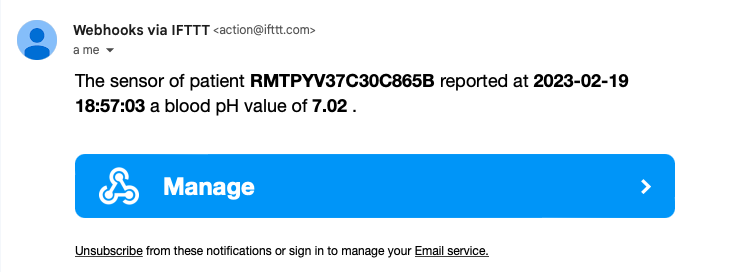 Webhooks via IFTTT <action@ifttt.com>
a me
The sensor of patient RMTPYV37C30C865B reported at 2023-02-19
18:57:03 a blood pH value of 7.02 .
Manage
Unsubscribe from these notifications or sign in to manage your Email service.